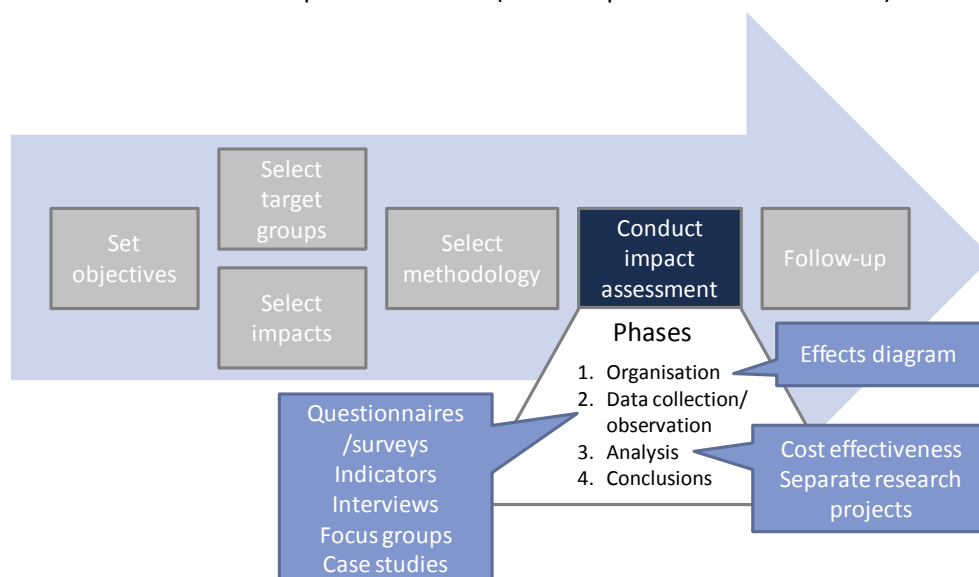 Set
objectives
Select
target
groups
Select
impacts
Select
methodology
Conduct
impact
assessment
Follow-up
Phases
1. Organisation
2. Data collection/
observation
3. Analysis
4. Conclusions
Effects diagram
Questionnaires
/surveys
Indicators
Interviews
Focus groups
Case studies
Cost effectiveness
Separate research
projects